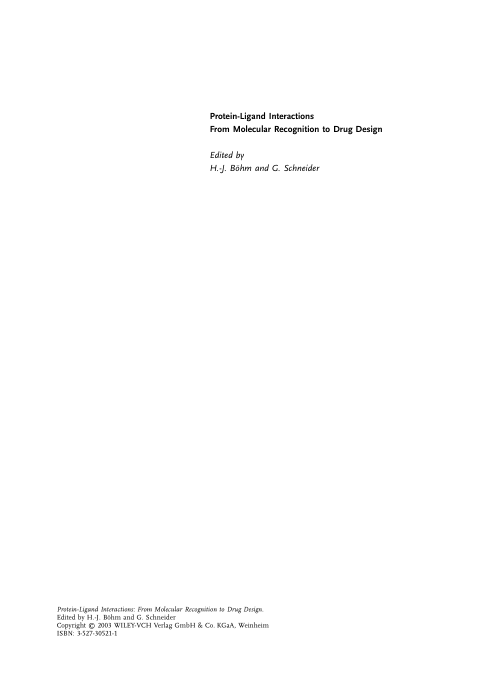 Protein-Ligand Interactions
From Molecular Recognition to Drug Design
Edited by
H.-J. Böhm and G. Schneider
Protein-Ligand Interactions: From Molecular Recognition to Drug Design.
Edited by H.-J. Böhm and G. Schneider
Copyright © 2003 WILEY-VCH Verlag GmbH & Co. KGaA, Weinheim
ISBN: 3-527-30521-1